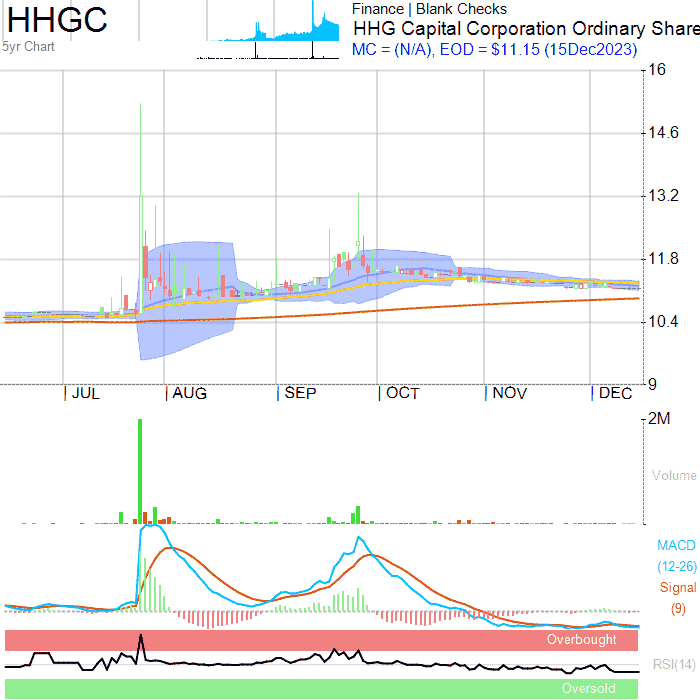 HHGC
5yr Chart
Finance | Blank Checks
HHG Capital Corporation Ordinary Share
MC = (N/A), EOD = $11.15 (15Dec2023)
16
14.6
13.2
11.8
10.4
9
JUL AUG SEP OCT NOV DEC
2M
Volume
MACD
(12-26)
Signal
(9)
Overbought
RSI(14)
Oversold